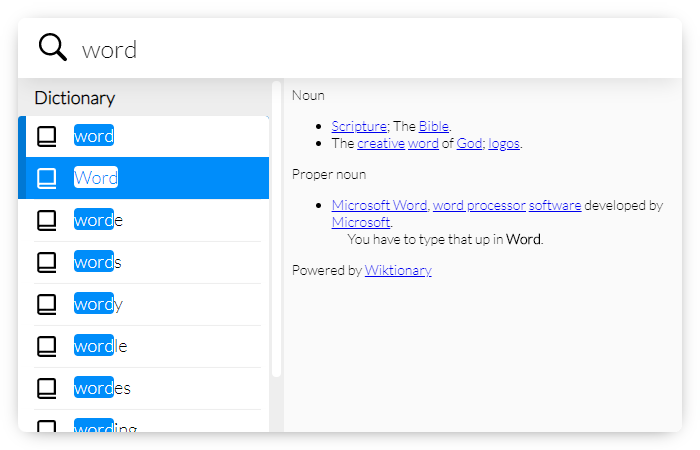 word
Dictionary
word
Word
worde
words
wordy
wordle
wordes
wording
Noun
Scripture; The Bible.
The creative word of God; logos.
Proper noun
Microsoft Word, word processor software developed by
Microsoft.
You have to type that up in Word.
Powered by Wiktionary